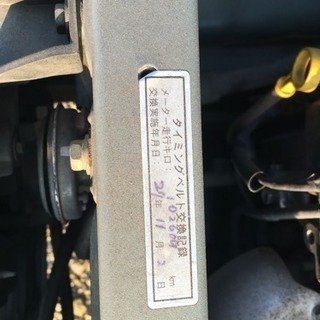 タイミングベルト交換記録
メーター走行キロ： km
交換実施年月日： 29年 11月 2日